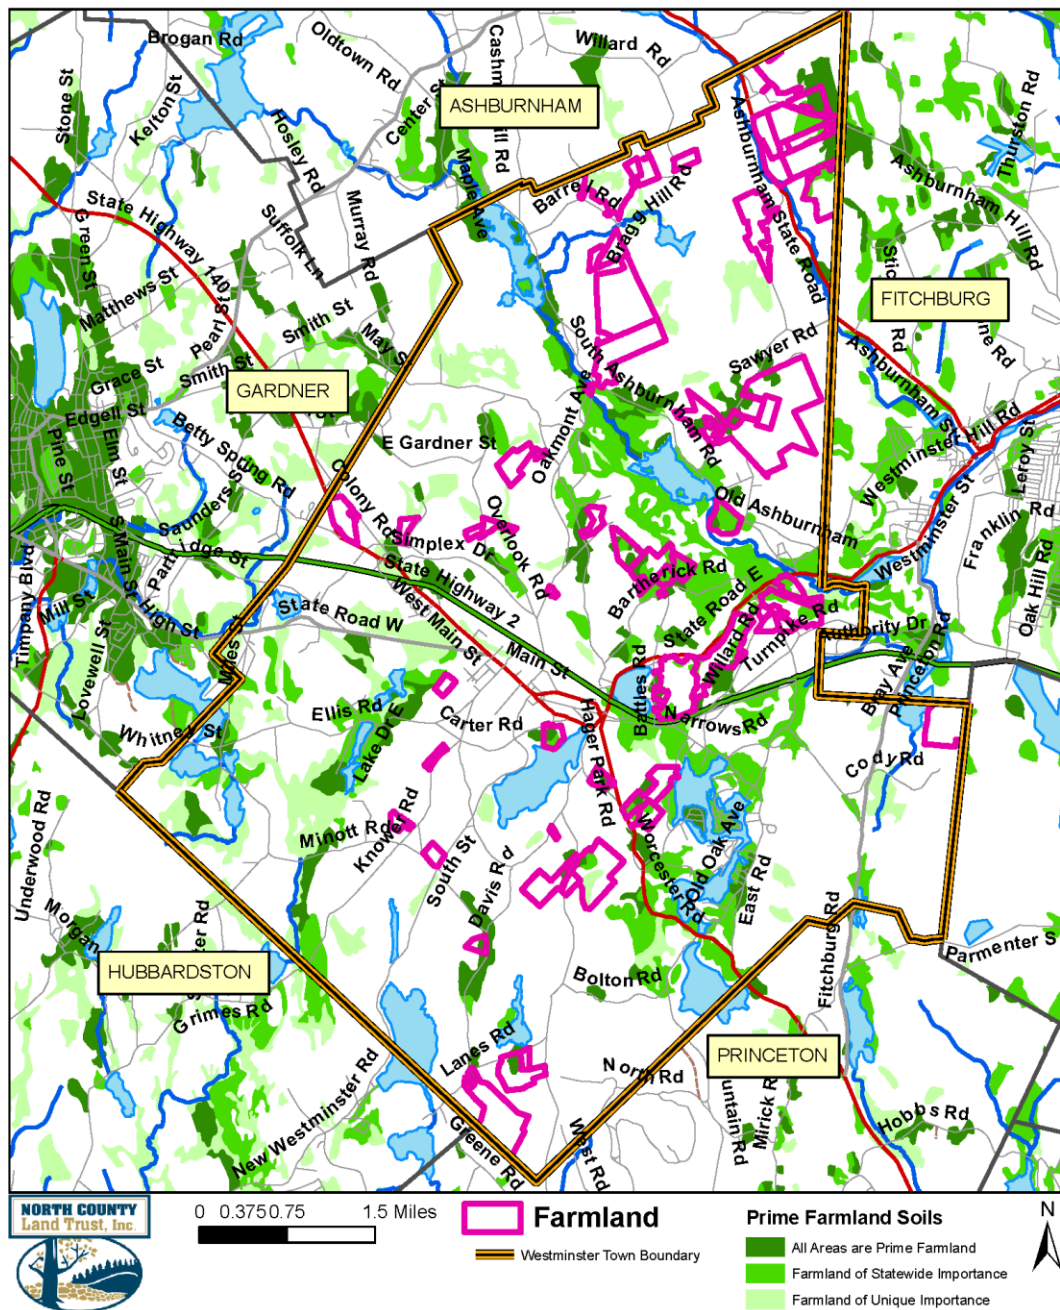 Brogan Rd
Oldtown Rd
Willard Rd
Stone St
Kelton St
Center St
ASHBURNHAM
Hosley Rd
Thurston Rd
Maple Ave
Barrel Rd
Bragg Hill Rd
Ashburnham State Road
Ashburnham Hill Rd
State Highway 140
Green St
Suffolk Ln
Murray Rd
Matthews St
Pearl St
Smith St
May St
FITCHBURG
Grace St
Smith St
GARDNER
Edgell St
South Ashburnham Rd
Sawyer Rd
Ashburnham St
Betty Spring Rd
E Gardner St
Oakmont Ave
Westminster Hill Rd
Leroy St
Pine St
Elm St
Saunders St
Colony Rd
Overlook Rd
Old Ashburnham
Westminster St
Franklin Rd
S Main St
Simplex Dr
State Highway 2
Bartherick Rd
State Road E
Oak Hill Rd
Timpany Blvd
Mill St
High St
State Road W
West Main St
Main St
Willard Rd
Turnpike Rd
Authority Dr
Lovewell St
Whitney St
Ellis Rd
Lake Dr E
Carter Rd
Hager Park Rd
Battles Rd
Narrows Rd
Bray Ave
Princeton Rd
Cody Rd
Underwood Rd
Minott Rd
Knower Rd
South St
Davis Rd
Worcester Rd
Old Oak Ave
East Rd
Fitchburg Rd
Morgan
HUBBARDSTON
Grimes Rd
Bolton Rd
Parmenter S
Lanes Rd
North Rd
PRINCETON
New Westminster Rd
Greene Rd
West Rd
Mirick R
Hobbs Rd
NORTH COUNTY
Land Trust, Inc.
0 0.375 0.75 1.5 Miles
Farmland
Westminster Town Boundary
Prime Farmland Soils
All Areas are Prime Farmland
Farmland of Statewide Importance
Farmland of Unique Importance
N